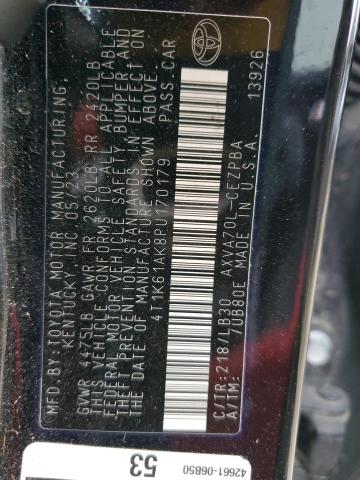 MFD. BY: TOYOTA MOTOR MANUFACTURING,
KENTUCKY, INC. 05/23
GVWR 4475LB GAWR FR 2620LB RR 2420LB
THIS VEHICLE CONFORMS TO ALL APPLICABLE
FEDERAL MOTOR VEHICLE SAFETY, BUMPER, AND
THEFT PREVENTION STANDARDS IN EFFECT ON
THE DATE OF MANUFACTURE SHOWN ABOVE.
4T1K61AK8PU170179 PASS CAR
C/TR:218/LB30 AXVA70L-CEZPBA
A/TM: /UB80E MADE IN U.S.A. 13926
53
42661-06B50